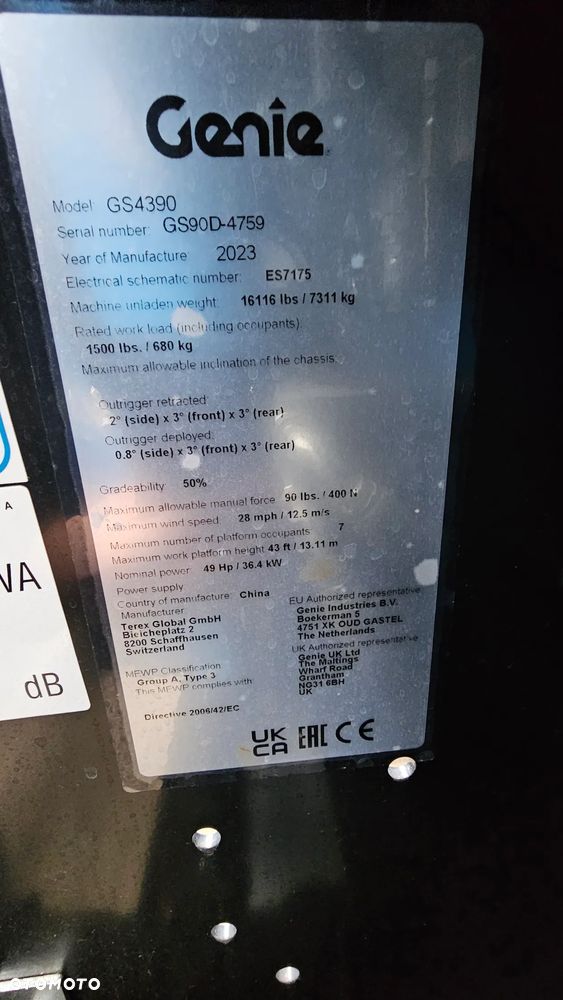 Genie
Model: GS4390
Serial number: GS90D-4759
Year of Manufacture 2023
Electrical schematic number: ES7175
Machine unladen weight: 16116 lbs / 7311 kg
Rated work load (including occupants):
1500 lbs. / 680 kg
Maximum allowable inclination of the chassis:
Outrigger retracted:
2° (side) x 3° (front) x 3° (rear)
Outrigger deployed:
0.8° (side) x 3° (front) x 3° (rear)
Gradeability 50%
Maximum allowable manual force 90 lbs. / 400 N
Maximum wind speed: 28 mph / 12.5 m/s
Maximum number of platform occupants 7
Maximum work platform height 43 ft / 13.11 m
Nominal power: 49 Hp / 36.4 kW
Power supply
Country of manufacture: China
Manufacturer:
Terex Global GmbH
Bleicheplatz 2
8200 Schaffhausen
Switzerland
MEWP Classification
Group A, Type 3
This MEWP complies with:
Directive 2006/42/EC
EU Authorized representative
Genie Industries B.V.
Boekerman 5
4751 XK OUD GASTEL
The Netherlands
UK Authorized representative
Genie UK Ltd
The Maltings
Wharf Road
Grantham
NG31 6BH
UK
UK CA EAC CE
A
WA
dB
OTOMOTO